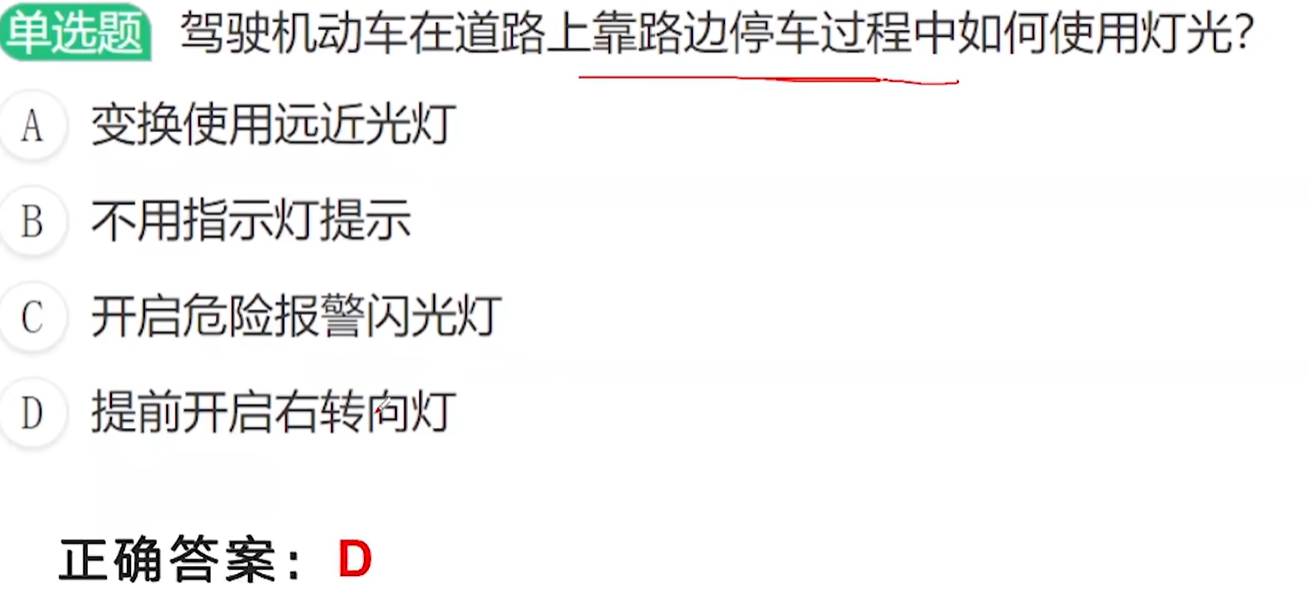 单选题 驾驶机动车在道路上靠路边停车过程中如何使用灯光?
A 变换使用远近光灯
B 不用指示灯提示
C 开启危险报警闪光灯
D 提前开启右转向灯
正确答案：D